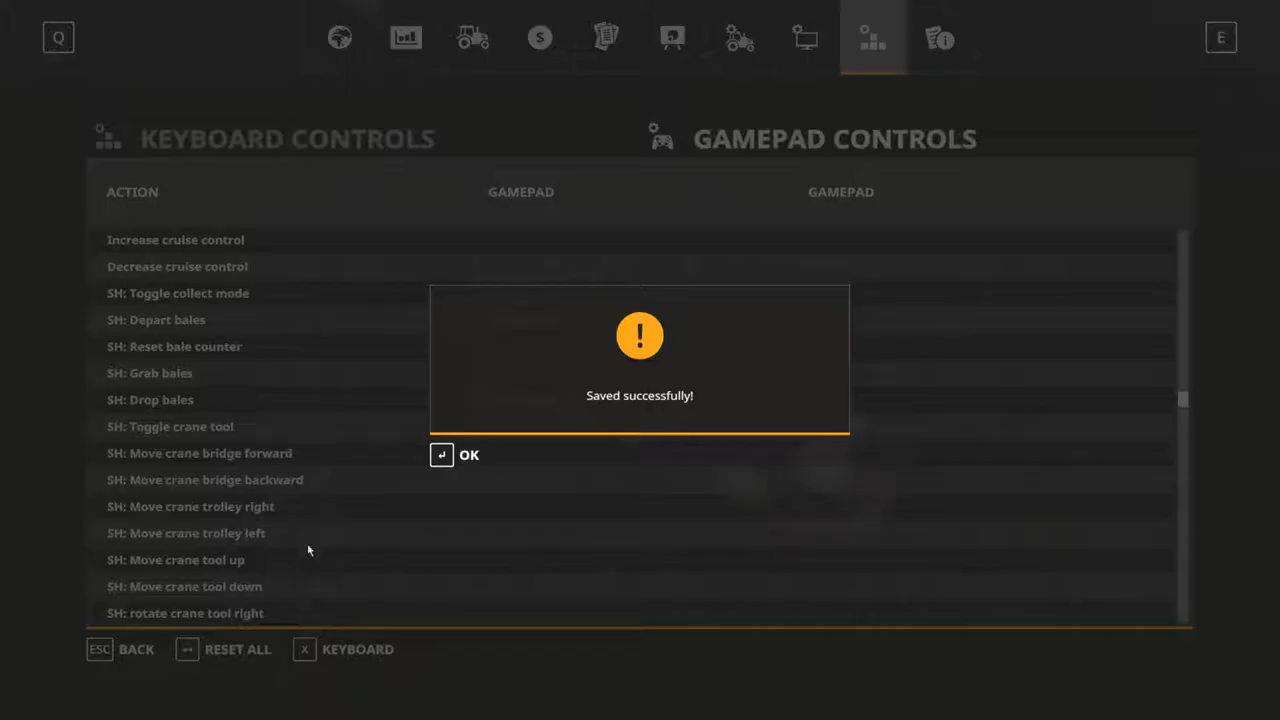 Q
$
E
KEYBOARD CONTROLS
GAMEPAD CONTROLS
ACTION GAMEPAD GAMEPAD
Increase cruise control
Decrease cruise control
SH: Toggle collect mode
SH: Depart bales
SH: Reset bale counter
SH: Grab bales
SH: Drop bales
SH: Toggle crane tool
SH: Move crane bridge forward
SH: Move crane bridge backward
SH: Move crane trolley right
SH: Move crane trolley left
SH: Move crane tool up
SH: Move crane tool down
SH: rotate crane tool right
!
Saved successfully!
OK
ESC BACK RESET ALL X KEYBOARD